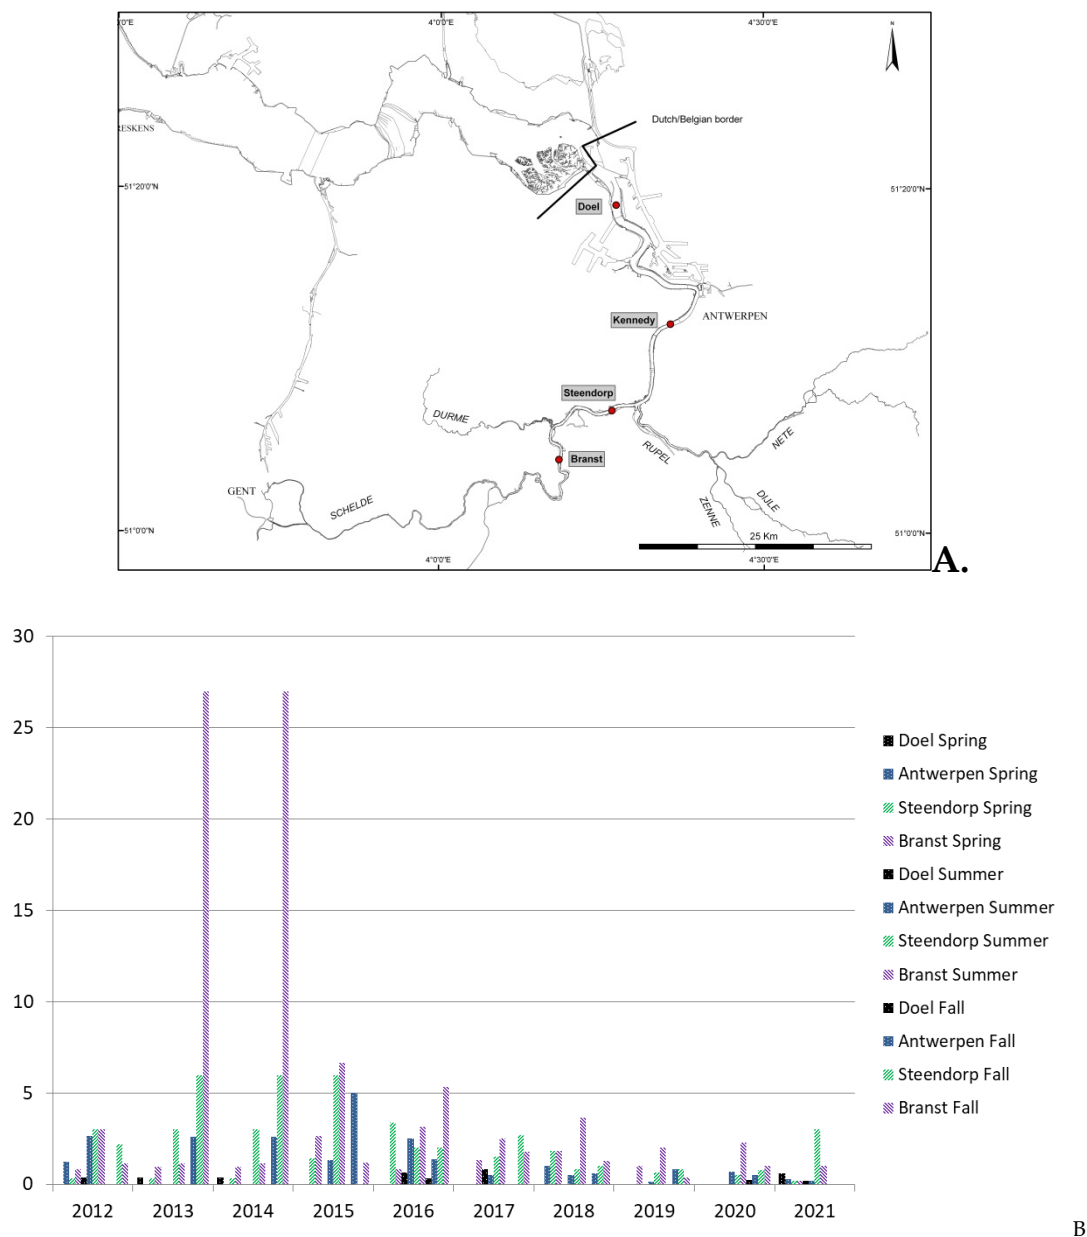 0'0"E
4°0'0"E
4°30'0"E
Dutch/Belgian border
RESKENS
51°20'0"N
51°20'0"N
Doel
Kennedy
ANTWERPEN
Steendorp
DURME
NETE
RUPEL
Branst
GENT
SCHELDE
DIJLE
ZENNE
51°0'0"N
25 Km
51°0'0"N
A.
4°0'0"E
4°30'0"E
30
25
20
15
10
5
0
2012 2013 2014 2015 2016 2017 2018 2019 2020 2021
Doel Spring
Antwerpen Spring
Steendorp Spring
Branst Spring
Doel Summer
Antwerpen Summer
Steendorp Summer
Branst Summer
Doel Fall
Antwerpen Fall
Steendorp Fall
Branst Fall
B